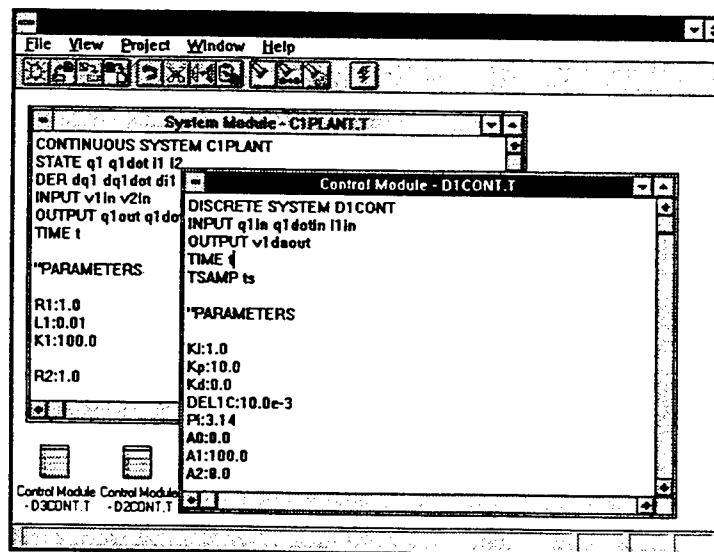 File View Project Window Help
System Module - C1PLANT.T
CONTINUOUS SYSTEM C1PLANT
STATE q1 q1dot i1 i2
DER dq1 dq1dot di1
INPUT v1in v2in
OUTPUT q1out q1do
TIME t
"PARAMETERS
R1:1.0
L1:0.01
K1:100.0
R2:1.0
Control Module - D1CONT.T
DISCRETE SYSTEM D1CONT
INPUT q1in q1dotin i1in
OUTPUT v1daout
TIME t
TSAMP ts
"PARAMETERS
Ki:1.0
Kp:10.0
Kd:0.0
DEL1C:10.0e-3
Pi:3.14
A0:0.0
A1:100.0
A2:0.0
Control Module
- D3CONT.T
Control Module
- D2CONT.T